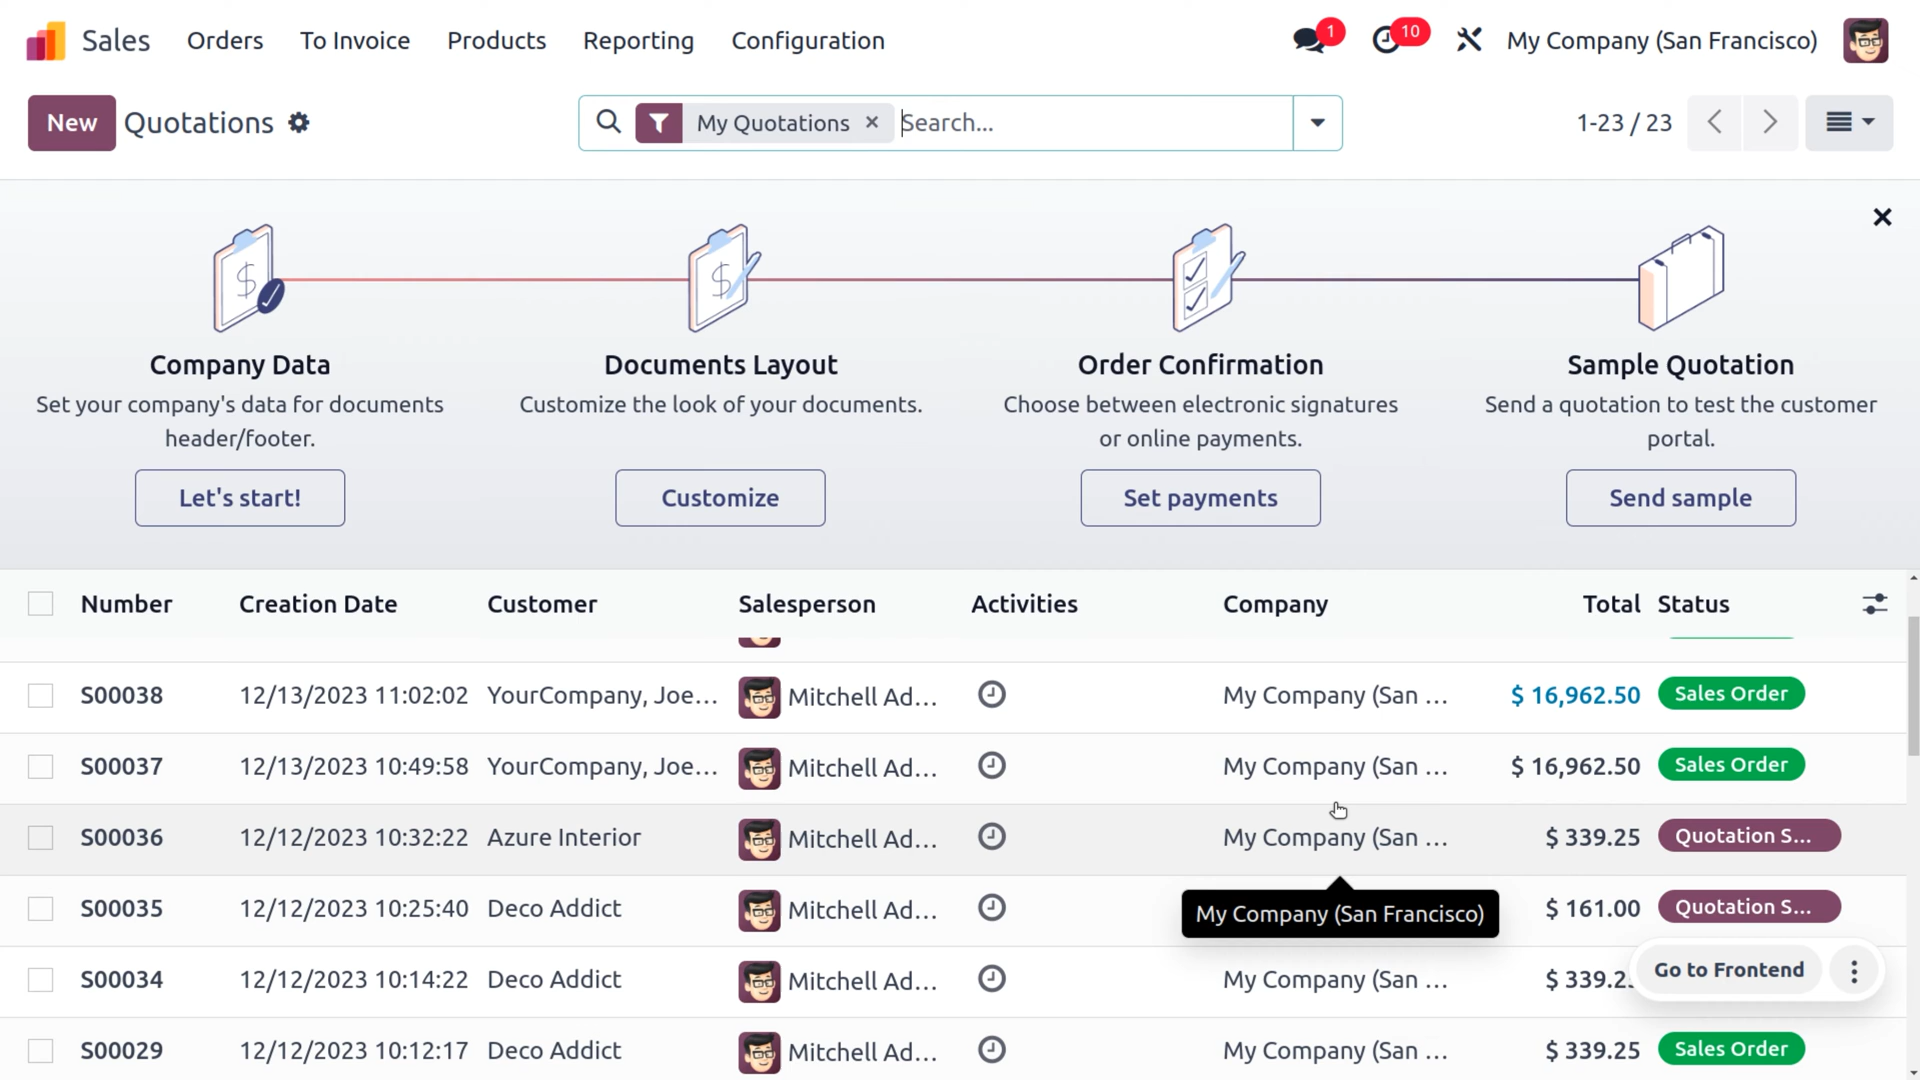 Sales Orders To Invoice Products Reporting Configuration 1 10 My Company (San Francisco)
New Quotations My Quotations × Search... 1-23 / 23
Company Data
Set your company's data for documents
header/footer.
Let's start!
Documents Layout
Customize the look of your documents.
Customize
Order Confirmation
Choose between electronic signatures
or online payments.
Set payments
Sample Quotation
Send a quotation to test the customer
portal.
Send sample
Number Creation Date Customer Salesperson Activities Company Total Status
S00038 12/13/2023 11:02:02 YourCompany, Joe... Mitchell Ad... My Company (San ... $ 16,962.50 Sales Order
S00037 12/13/2023 10:49:58 YourCompany, Joe... Mitchell Ad... My Company (San ... $ 16,962.50 Sales Order
S00036 12/12/2023 10:32:22 Azure Interior Mitchell Ad... My Company (San ... $ 339.25 Quotation S...
S00035 12/12/2023 10:25:40 Deco Addict Mitchell Ad... My Company (San Francisco) $ 161.00 Quotation S...
S00034 12/12/2023 10:14:22 Deco Addict Mitchell Ad... My Company (San ... $ 339.2 Go to Frontend
S00029 12/12/2023 10:12:17 Deco Addict Mitchell Ad... My Company (San ... $ 339.25 Sales Order